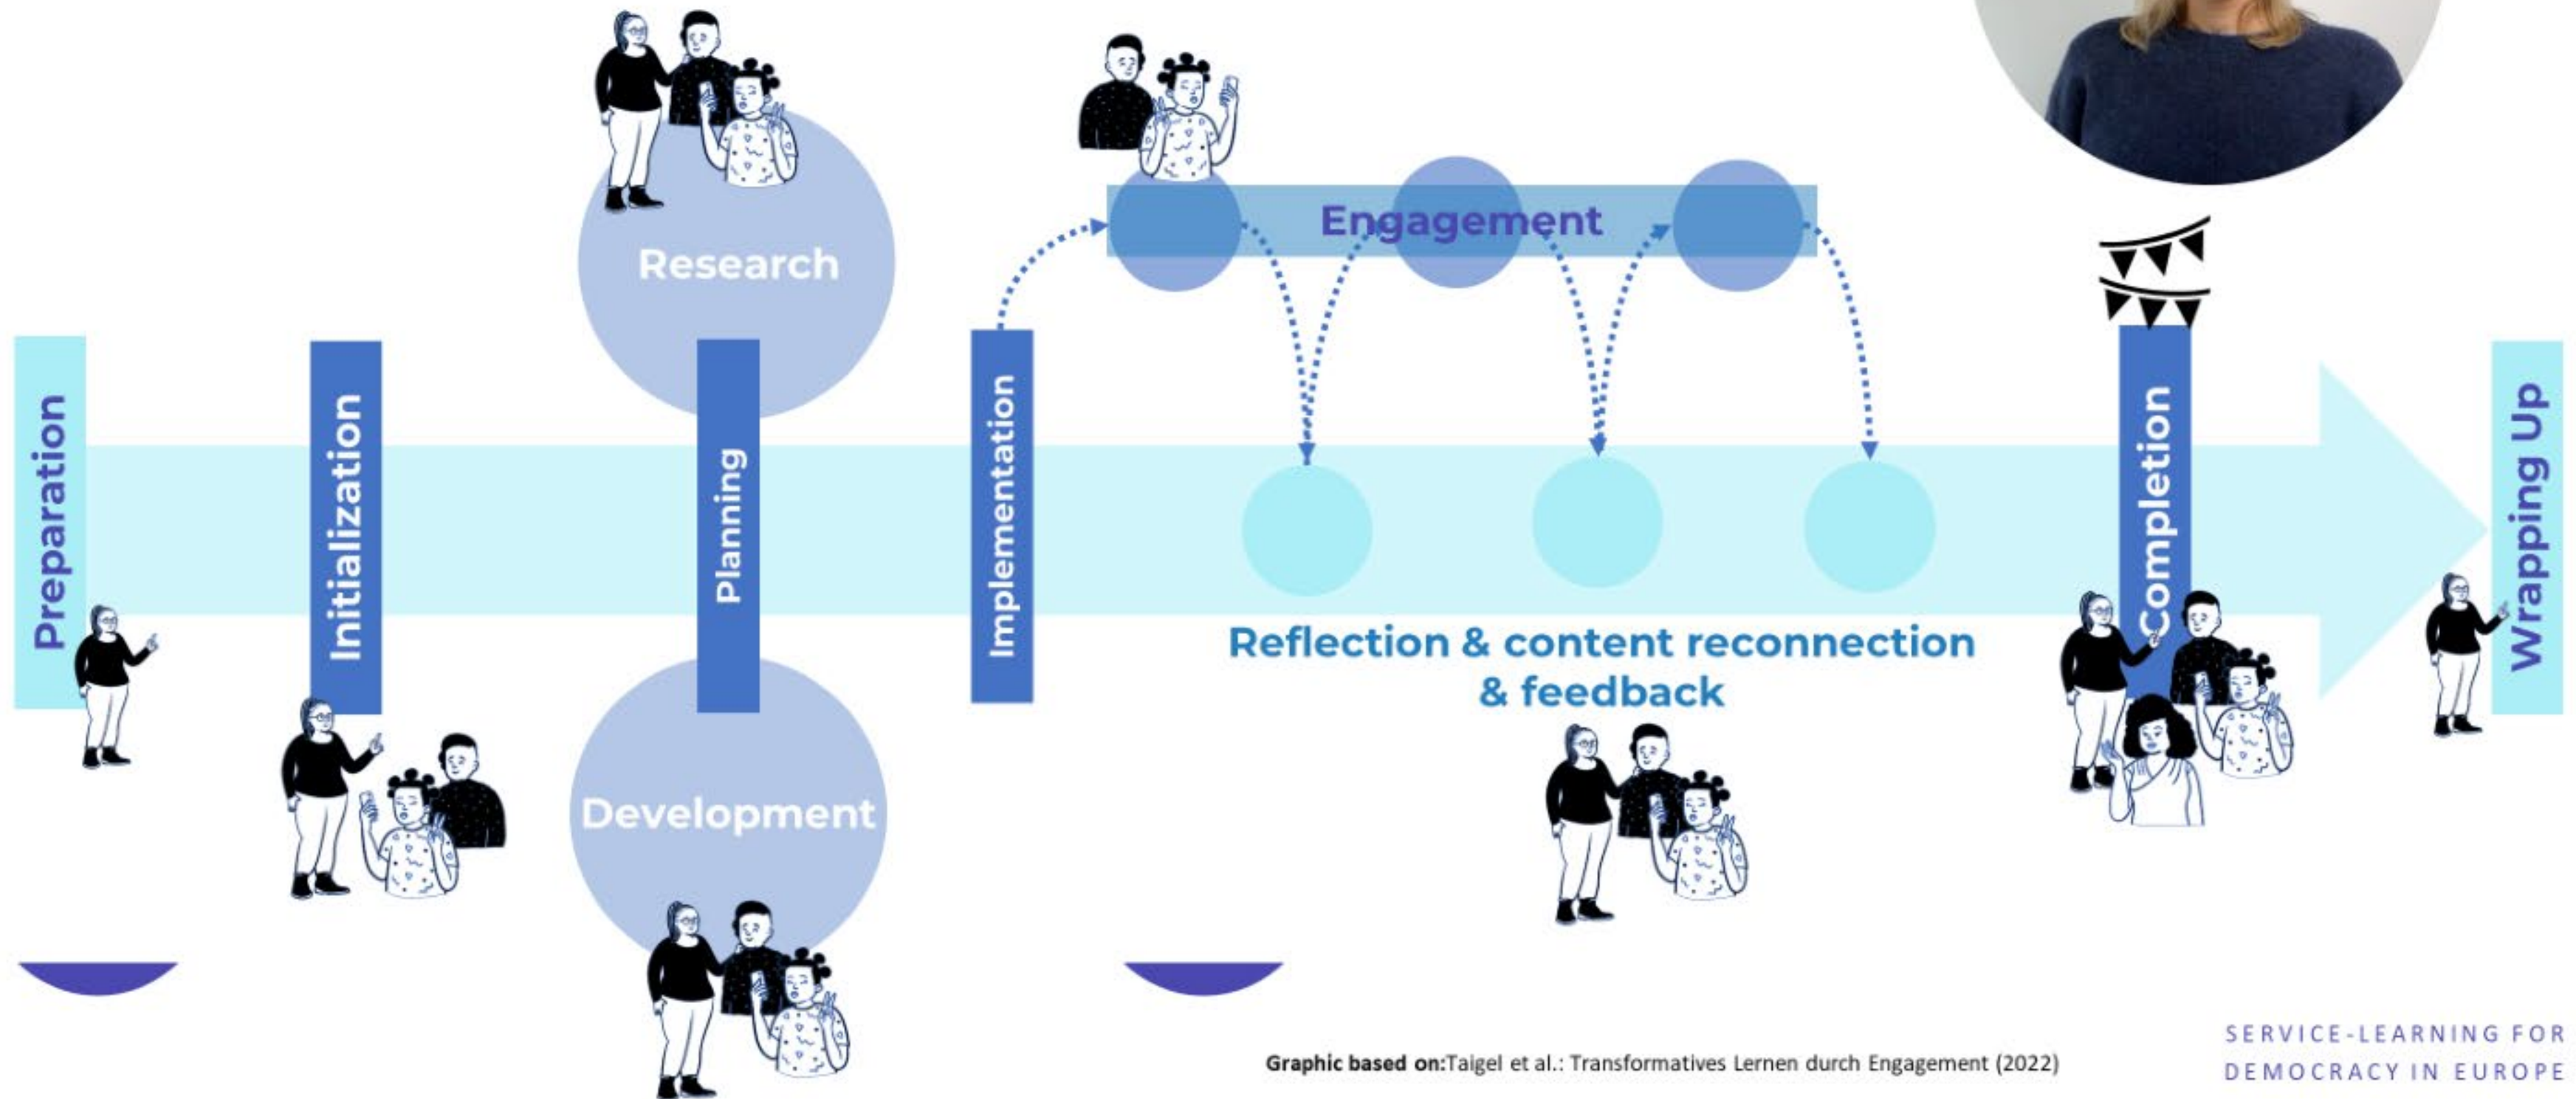 Preparation
Initialization
Research
Planning
Development
Implementation
Engagement
Reflection & content reconnection
& feedback
Completion
Wrapping Up
Graphic based on:Taigel et al.: Transformatives Lernen durch Engagement (2022)
SERVICE-LEARNING FOR
DEMOCRACY IN EUROPE